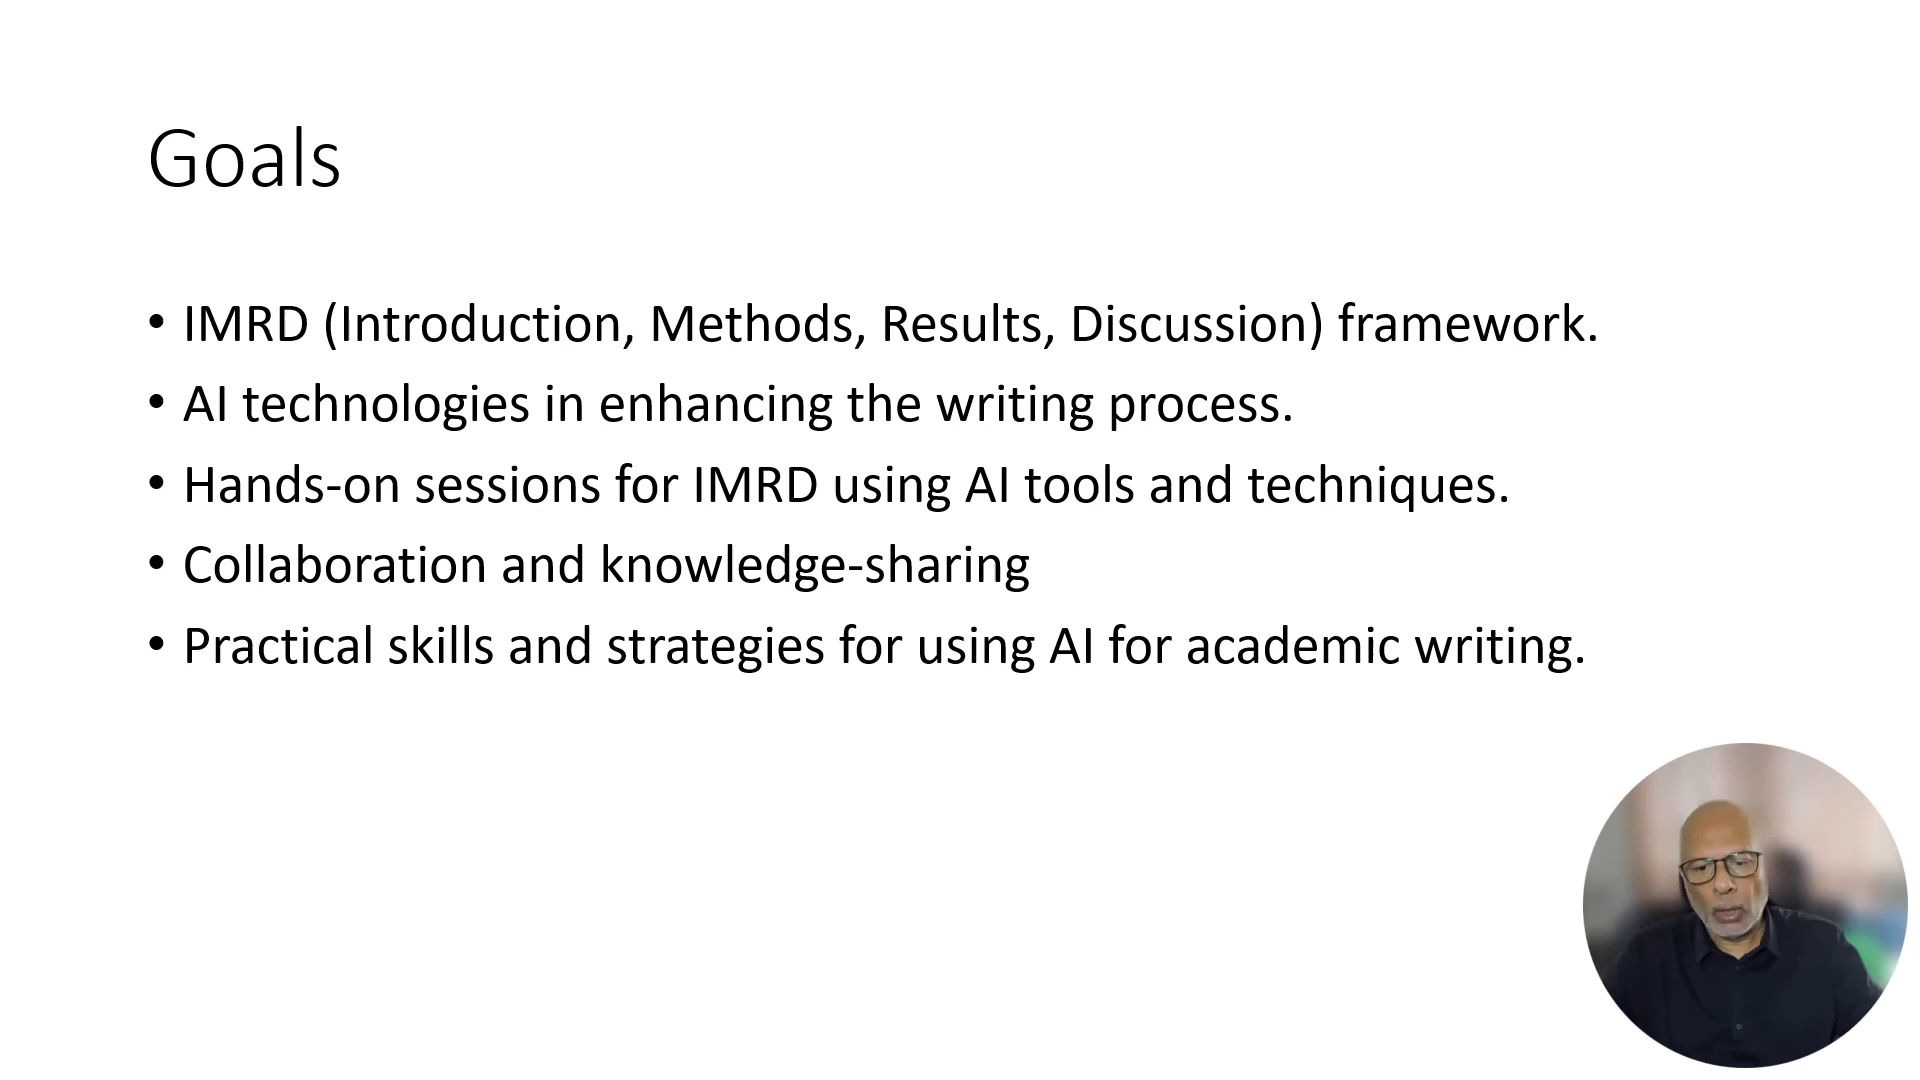 Goals
• IMRD (Introduction, Methods, Results, Discussion) framework.
• AI technologies in enhancing the writing process.
• Hands-on sessions for IMRD using AI tools and techniques.
• Collaboration and knowledge-sharing
• Practical skills and strategies for using AI for academic writing.